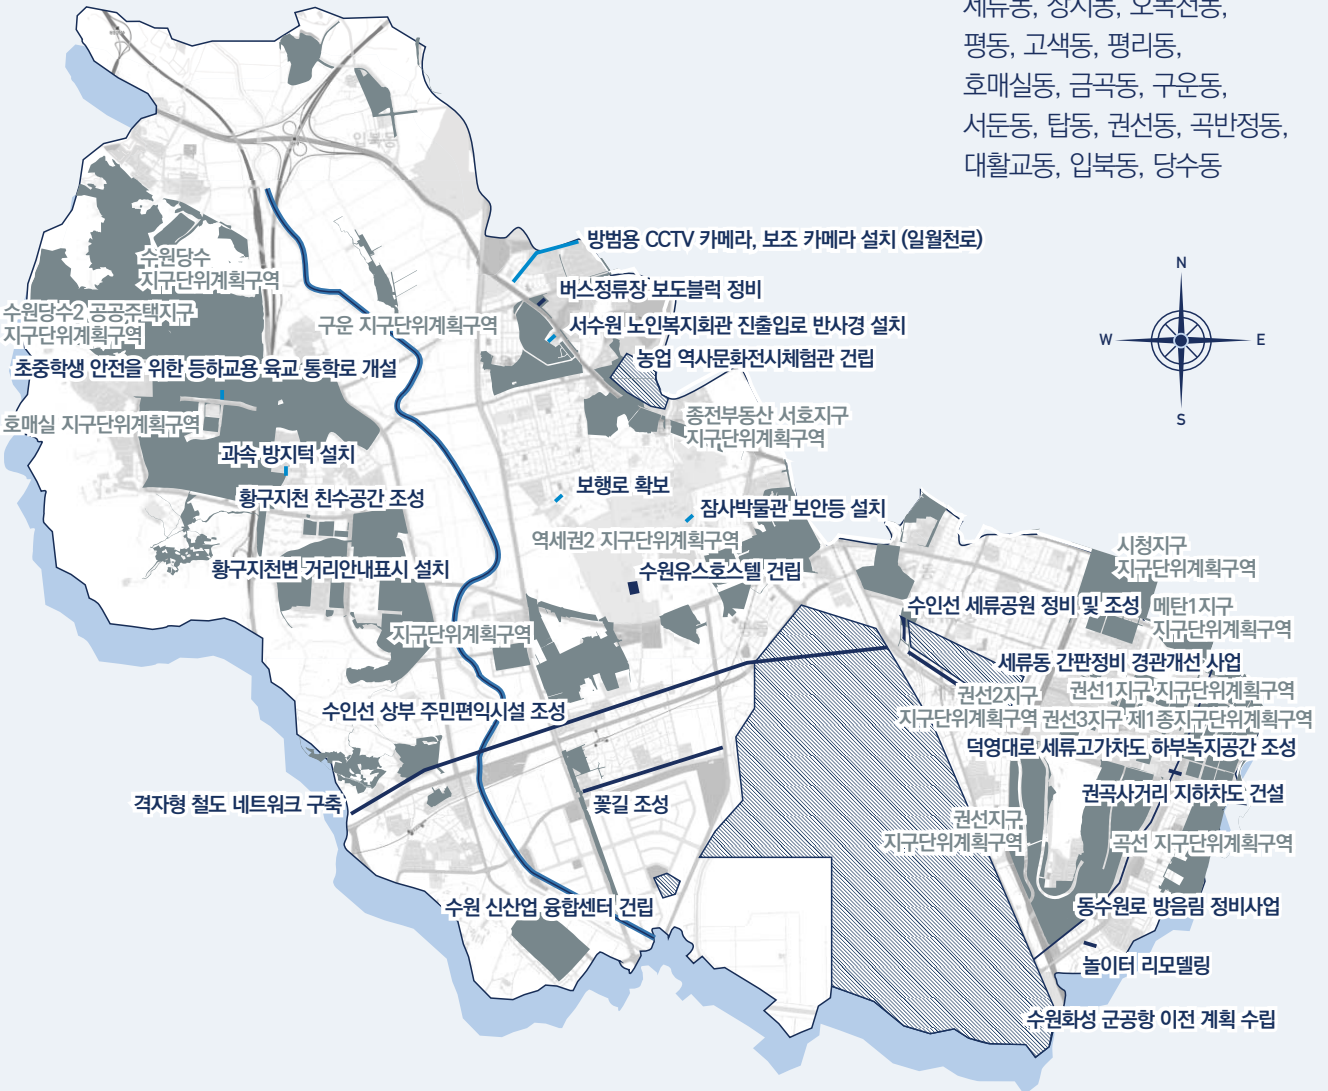 세류동, 장지동, 오목천동,
평동, 고색동, 평리동,
호매실동, 금곡동, 구운동,
서둔동, 탑동, 권선동, 곡반정동,
대활교동, 입북동, 당수동
입북동
방범용 CCTV 카메라, 보조 카메라 설치 (일월천로)
수원당수
지구단위계획구역
버스정류장 보도블럭 정비
수원당수2 공공주택지구
지구단위계획구역
구운 지구단위계획구역
서수원 노인복지회관 진출입로 반사경 설치
농업 역사문화전시체험관 건립
초중학생 안전을 위한 등하교용 육교 통학로 개설
호매실 지구단위계획구역
종전부동산 서호지구
지구단위계획구역
과속 방지턱 설치
황구지천 친수공간 조성
보행로 확보
잠사박물관 보안등 설치
역세권2 지구단위계획구역
황구지천변 거리안내표시 설치
수원유스호스텔 건립
시청지구
지구단위계획구역
수인선 세류공원 정비 및 조성
매탄1지구
지구단위계획구역
지구단위계획구역
세류동 간판정비 경관개선 사업
권선2지구
지구단위계획구역
권선1지구 지구단위계획구역
권선3지구 제1종지구단위계획구역
수인선 상부 주민편익시설 조성
덕영대로 세류고가차도 하부녹지공간 조성
격자형 철도 네트워크 구축
꽃길 조성
권곡사거리 지하차도 건설
권선지구
지구단위계획구역
곡선 지구단위계획구역
수원 신산업 융합센터 건립
동수원로 방음림 정비사업
놀이터 리모델링
수원화성 군공항 이전 계획 수립
N
W
E
S